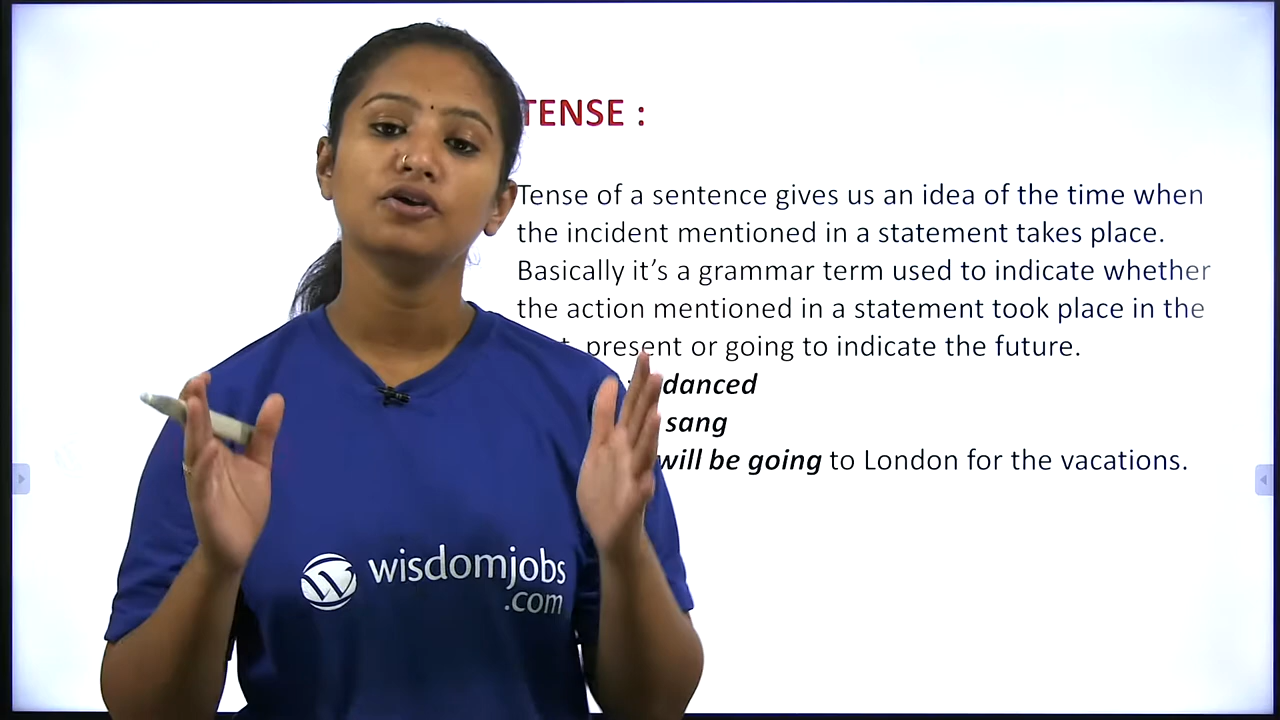 TENSE :
Tense of a sentence gives us an idea of the time when
the incident mentioned in a statement takes place.
Basically it’s a grammar term used to indicate whether
the action mentioned in a statement took place in the
present or going to indicate the future.
danced
sang
will be going to London for the vacations.
wisdomjobs
.com